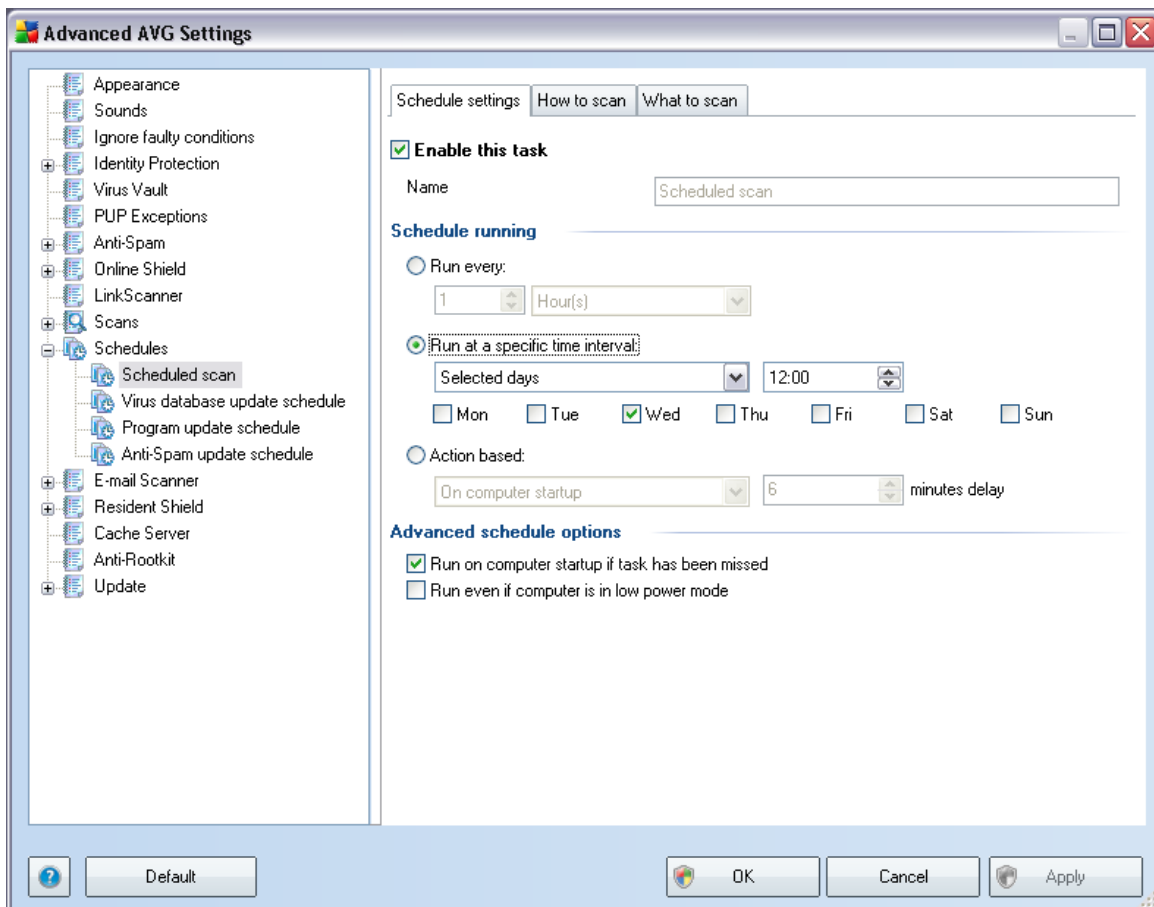 Advanced AVG Settings
Appearance
Sounds
Ignore faulty conditions
Identity Protection
Virus Vault
PUP Exceptions
Anti-Spam
Online Shield
LinkScanner
Scans
Schedules
Scheduled scan
Virus database update schedule
Program update schedule
Anti-Spam update schedule
E-mail Scanner
Resident Shield
Cache Server
Anti-Rootkit
Update
Schedule settings How to scan What to scan
Enable this task
Name Scheduled scan
Schedule running
Run every:
1 Hour(s)
Run at a specific time interval:
Selected days 12:00
Mon Tue Wed Thu Fri Sat Sun
Action based:
On computer startup 6 minutes delay
Advanced schedule options
Run on computer startup if task has been missed
Run even if computer is in low power mode
? Default OK Cancel Apply